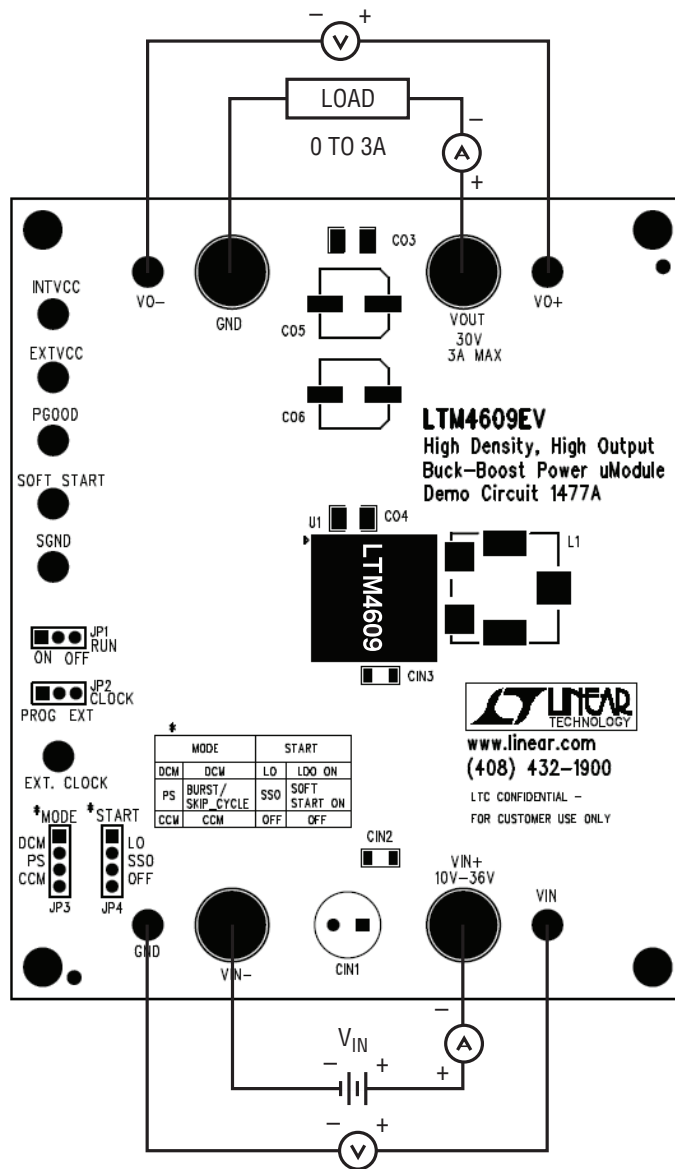 − V +
LOAD
0 TO 3A
−
A
+
CO3
INTVCC
VO-
GND
VOUT
30V
3A MAX
VO+
EXTVCC
CO5
PGOOD
CO6
LTM4609EV
High Density, High Output
Buck-Boost Power uModule
Demo Circuit 1477A
SOFT START
U1
CO4
L1
SGND
LTM4609
JP1
RUN
ON OFF
CIN3
JP2
CLOCK
PROG EXT
LINEAR
TECHNOLOGY
www.linear.com
(408) 432-1900
LTC CONFIDENTIAL -
FOR CUSTOMER USE ONLY
*
MODE START
DCM DCM LO LDO ON
PS BURST/ SKIP_CYCLE SSO SOFT START ON
CCM CCM OFF OFF
EXT. CLOCK
*MODE *START
DCM LO
PS SSO
CCM OFF
JP3 JP4
CIN2
VIN+
10V-36V
VIN
GND
VIN-
CIN1
−
A
+
VIN
− +
− V +